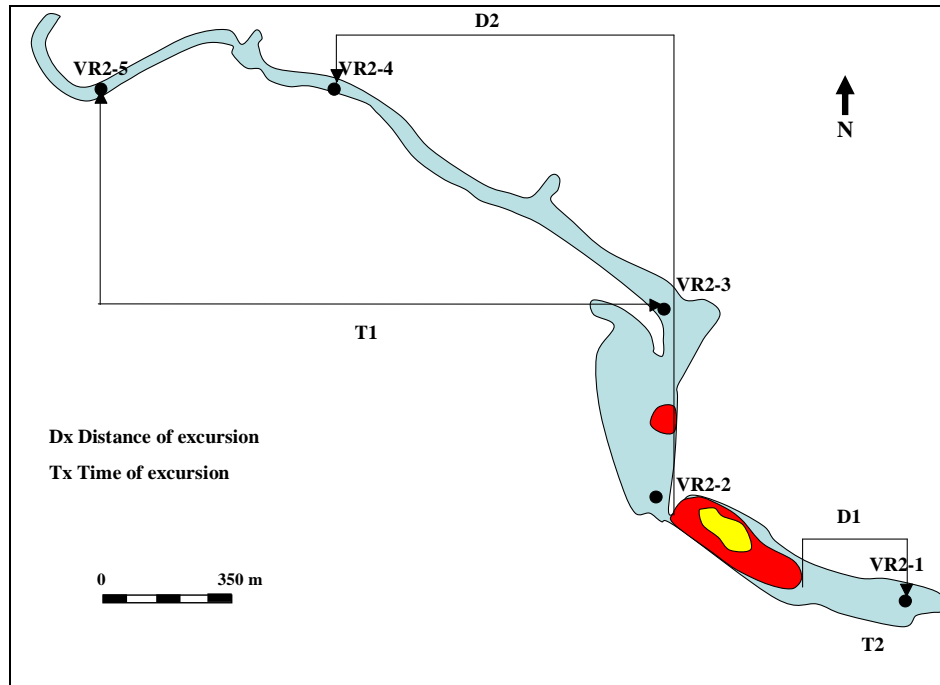 D2
VR2-5
VR2-4
N
VR2-3
T1
Dx Distance of excursion
Tx Time of excursion
VR2-2
D1
VR2-1
0 350 m
T2